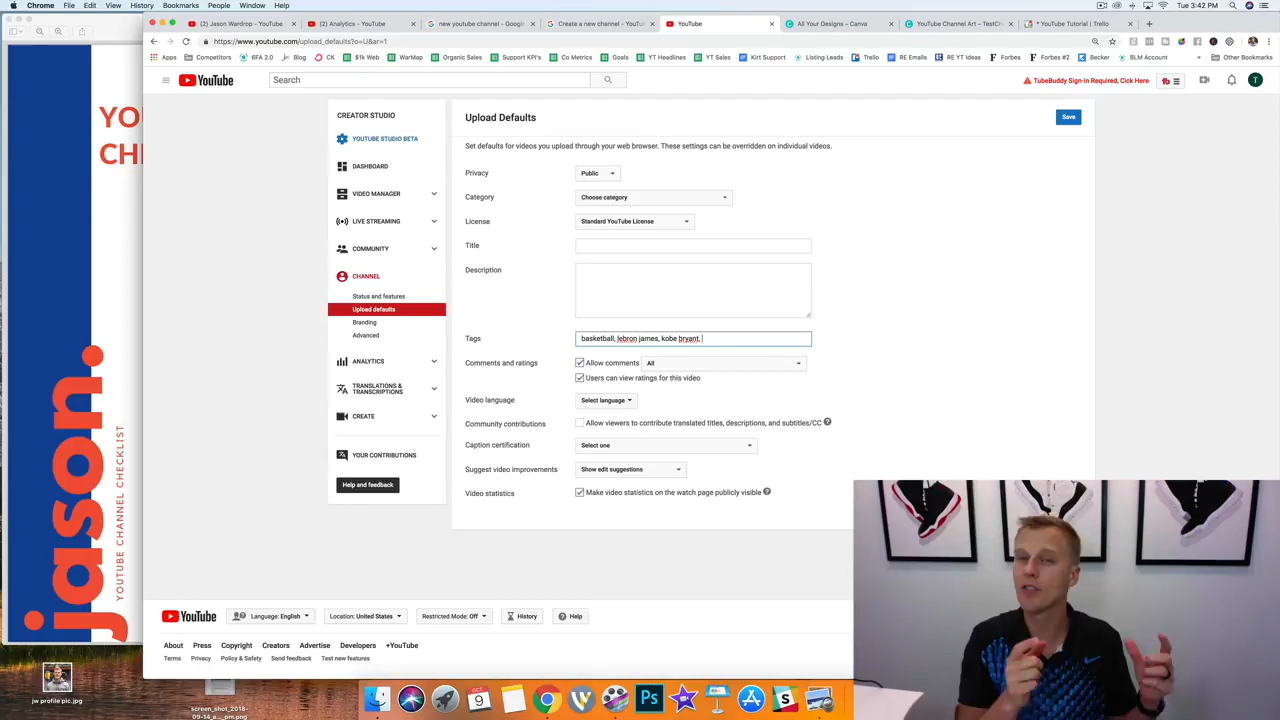 Chrome File Edit View History Bookmarks People Window Help
Tue 3:42 PM
(2) Jason Wardrop - YouTube
(2) Analytics - YouTube
new youtube channel - Google
Create a new channel - YouTube
YouTube
All Your Designs - Canva
YouTube Channel Art - TestCh
* YouTube Tutorial | Trello
https://www.youtube.com/upload_defaults?o=U&ar=1
Apps Competitors 6FA 2.0 Blog CK $1k Web WarMap Organic Sales Support KPI's Co Metrics Goals YT Headlines YT Sales Kirt Support Listing Leads Trello RE Emails RE YT Ideas Forbes Forbes #2 Becker BLM Account » Other Bookmarks
YouTube
Search
TubeBuddy Sign-in Required, Click Here
T
CREATOR STUDIO
YOUTUBE STUDIO BETA
DASHBOARD
VIDEO MANAGER
LIVE STREAMING
COMMUNITY
CHANNEL
Status and features
Upload defaults
Branding
Advanced
ANALYTICS
TRANSLATIONS &
TRANSCRIPTIONS
CREATE
YOUR CONTRIBUTIONS
Help and feedback
Upload Defaults
Save
Set defaults for videos you upload through your web browser. These settings can be overridden on individual videos.
Privacy Public
Category Choose category
License Standard YouTube License
Title
Description
Tags basketball, lebron james, kobe bryant,
Comments and ratings Allow comments All
Users can view ratings for this video
Video language Select language
Community contributions Allow viewers to contribute translated titles, descriptions, and subtitles/CC
Caption certification Select one
Suggest video improvements Show edit suggestions
Video statistics Make video statistics on the watch page publicly visible
YouTube Language: English Location: United States Restricted Mode: Off History Help
About Press Copyright Creators Advertise Developers +YouTube
Terms Privacy Policy & Safety Send feedback Test new features
YOU
CHE
jason.
YOUTUBE CHANNEL CHECKLIST
jw profile pic.jpg
screen_shot_2018-
09-14_a..._pm.png
OCT
9
Ps